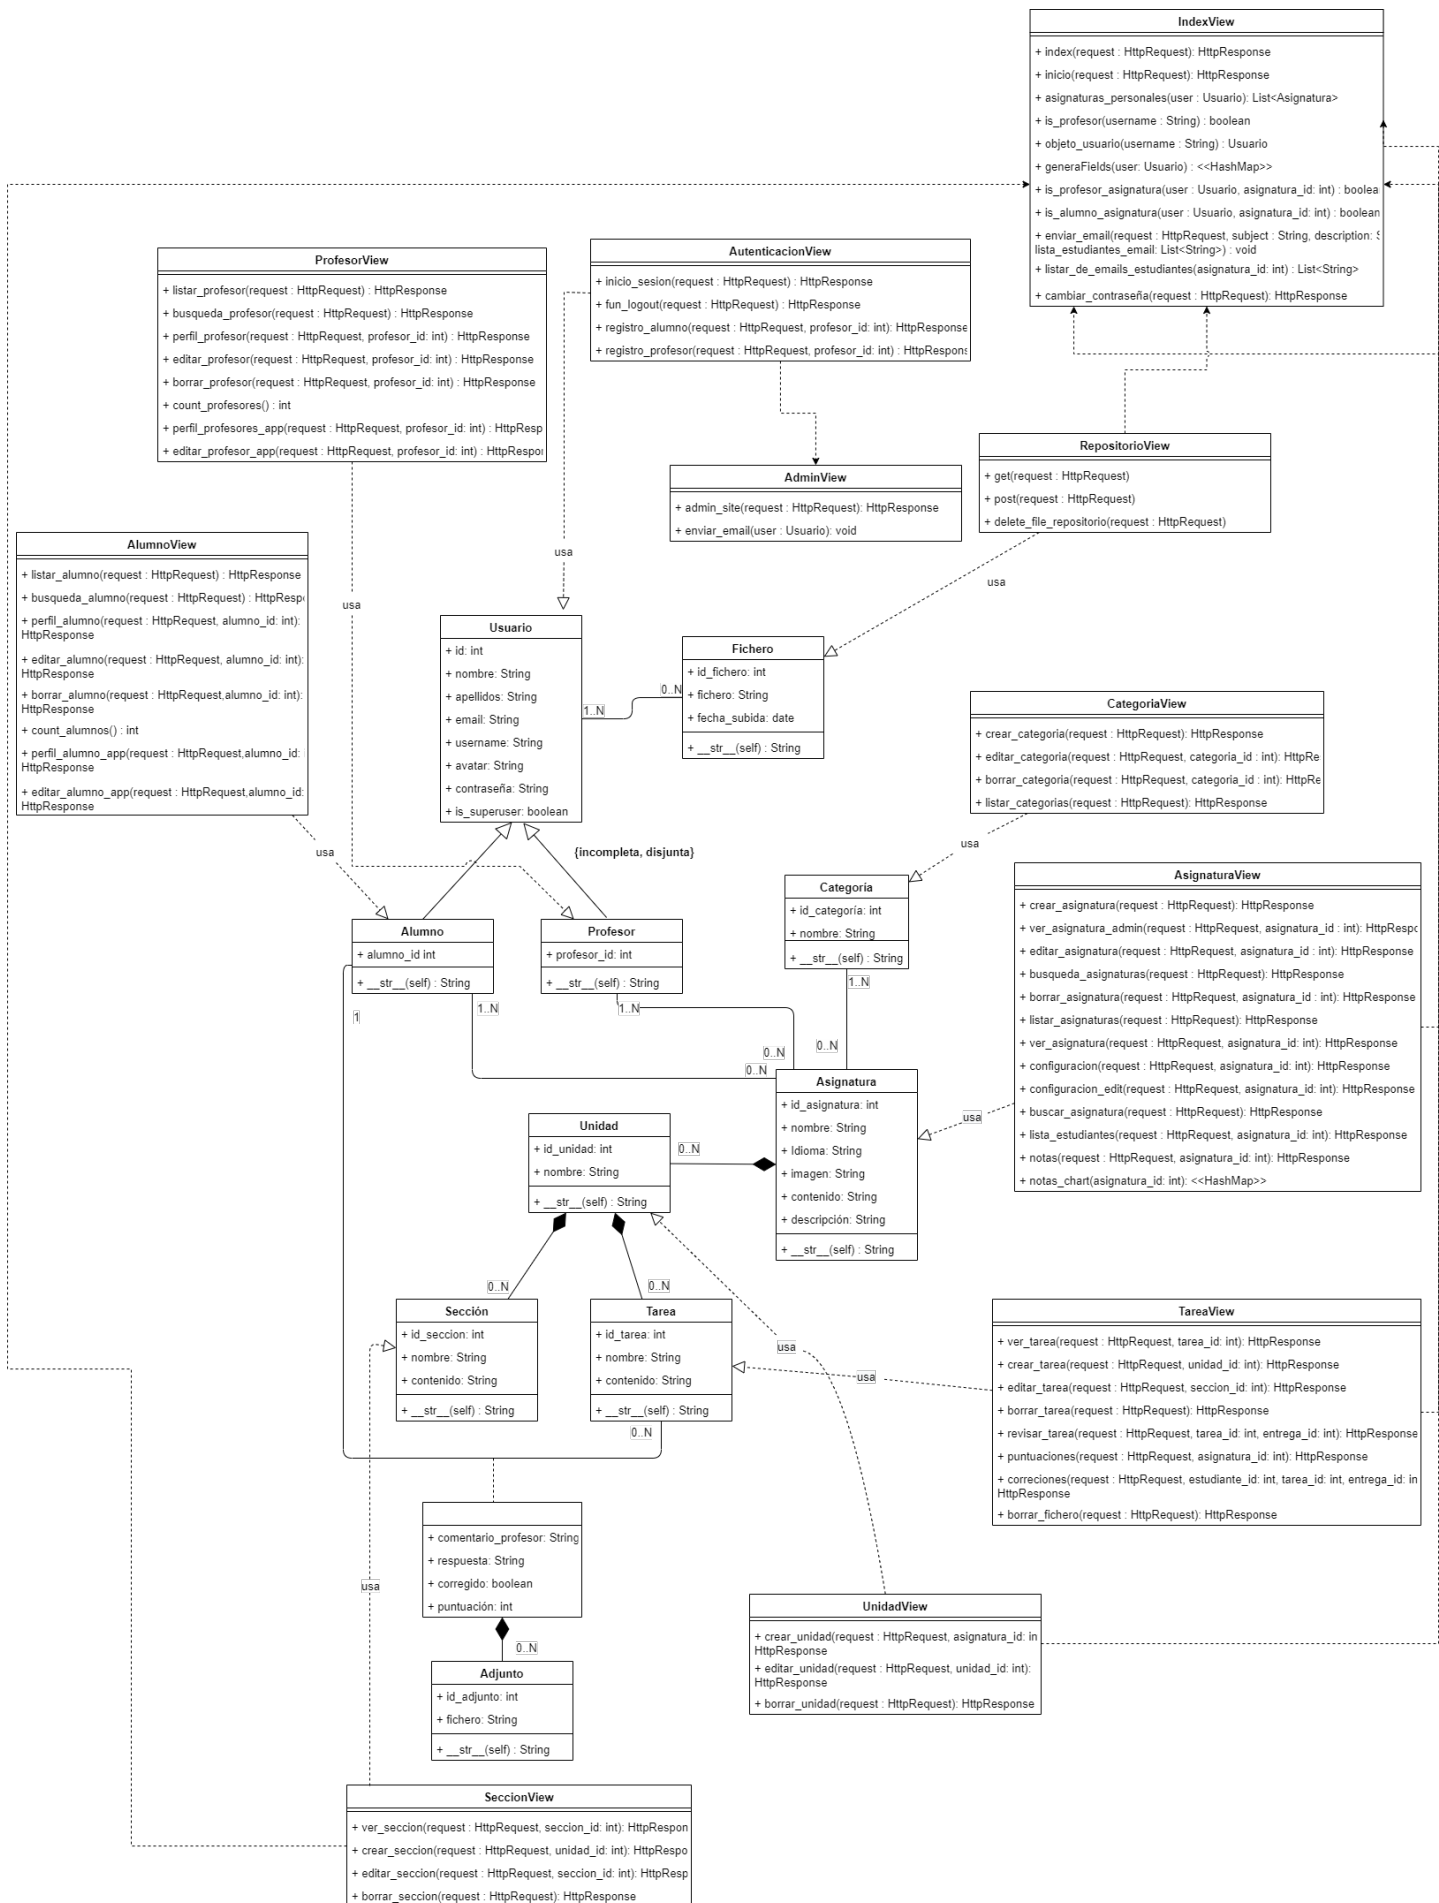 IndexView
+ index(request : HttpRequest): HttpResponse
+ inicio(request : HttpRequest): HttpResponse
+ asignaturas_personales(user : Usuario): List<Asignatura>
+ is_profesor(username : String) : boolean
+ objeto_usuario(username : String) : Usuario
+ generaFields(user: Usuario) : <<HashMap>>
+ is_profesor_asignatura(user : Usuario, asignatura_id: int) : boolea
+ is_alumno_asignatura(user : Usuario, asignatura_id: int) : boolean
+ enviar_email(request : HttpRequest, subject : String, description: S
lista_estudiantes_email: List<String>) : void
+ listar_de_emails_estudiantes(asignatura_id: int) : List<String>
+ cambiar_contraseña(request : HttpRequest): HttpResponse
ProfesorView
+ listar_profesor(request : HttpRequest) : HttpResponse
+ busqueda_profesor(request : HttpRequest) : HttpResponse
+ perfil_profesor(request : HttpRequest, profesor_id: int) : HttpResponse
+ editar_profesor(request : HttpRequest, profesor_id: int) : HttpResponse
+ borrar_profesor(request : HttpRequest, profesor_id: int) : HttpResponse
+ count_profesores() : int
+ perfil_profesores_app(request : HttpRequest, profesor_id: int) : HttpResp
+ editar_profesor_app(request : HttpRequest, profesor_id: int) : HttpRespon
AutenticacionView
+ inicio_sesion(request : HttpRequest) : HttpResponse
+ fun_logout(request : HttpRequest) : HttpResponse
+ registro_alumno(request : HttpRequest, profesor_id: int): HttpResponse
+ registro_profesor(request : HttpRequest, profesor_id: int) : HttpResponse
AdminView
+ admin_site(request : HttpRequest): HttpResponse
+ enviar_email(user : Usuario): void
RepositorioView
+ get(request : HttpRequest)
+ post(request : HttpRequest)
+ delete_file_repositorio(request : HttpRequest)
AlumnoView
+ listar_alumno(request : HttpRequest) : HttpResponse
+ busqueda_alumno(request : HttpRequest) : HttpRespo
+ perfil_alumno(request : HttpRequest, alumno_id: int):
HttpResponse
+ editar_alumno(request : HttpRequest, alumno_id: int):
HttpResponse
+ borrar_alumno(request : HttpRequest,alumno_id: int):
HttpResponse
+ count_alumnos() : int
+ perfil_alumno_app(request : HttpRequest,alumno_id:
HttpResponse
+ editar_alumno_app(request : HttpRequest,alumno_id:
HttpResponse
usa
usa
usa
usa
Usuario
+ id: int
+ nombre: String
+ apellidos: String
+ email: String
+ username: String
+ avatar: String
+ contraseña: String
+ is_superuser: boolean
1..N
0..N
Fichero
+ id_fichero: int
+ fichero: String
+ fecha_subida: date
+ __str__(self) : String
{incompleta, disjunta}
CategoriaView
+ crear_categoria(request : HttpRequest): HttpResponse
+ editar_categoria(request : HttpRequest, categoria_id : int): HttpRe
+ borrar_categoria(request : HttpRequest, categoria_id : int): HttpRe
+ listar_categorias(request : HttpRequest): HttpResponse
usa
Categoría
+ id_categoría: int
+ nombre: String
+ __str__(self) : String
1..N
0..N
Alumno
+ alumno_id int
+ __str__(self) : String
1
1..N
Profesor
+ profesor_id: int
+ __str__(self) : String
1..N
0..N
0..N
AsignaturaView
+ crear_asignatura(request : HttpRequest): HttpResponse
+ ver_asignatura_admin(request : HttpRequest, asignatura_id : int): HttpRespo
+ editar_asignatura(request : HttpRequest, asignatura_id : int): HttpResponse
+ busqueda_asignaturas(request : HttpRequest): HttpResponse
+ borrar_asignatura(request : HttpRequest, asignatura_id : int): HttpResponse
+ listar_asignaturas(request : HttpRequest): HttpResponse
+ ver_asignatura(request : HttpRequest, asignatura_id: int): HttpResponse
+ configuracion(request : HttpRequest, asignatura_id: int): HttpResponse
+ configuracion_edit(request : HttpRequest, asignatura_id: int): HttpResponse
+ buscar_asignatura(request : HttpRequest): HttpResponse
+ lista_estudiantes(request : HttpRequest, asignatura_id: int): HttpResponse
+ notas(request : HttpRequest, asignatura_id: int): HttpResponse
+ notas_chart(asignatura_id: int): <<HashMap>>
usa
Asignatura
+ id_asignatura: int
+ nombre: String
+ Idioma: String
+ imagen: String
+ contenido: String
+ descripción: String
+ __str__(self) : String
Unidad
+ id_unidad: int
+ nombre: String
+ __str__(self) : String
0..N
0..N
0..N
Sección
+ id_seccion: int
+ nombre: String
+ contenido: String
+ __str__(self) : String
Tarea
+ id_tarea: int
+ nombre: String
+ contenido: String
+ __str__(self) : String
0..N
usa
usa
usa
TareaView
+ ver_tarea(request : HttpRequest, tarea_id: int): HttpResponse
+ crear_tarea(request : HttpRequest, unidad_id: int): HttpResponse
+ editar_tarea(request : HttpRequest, seccion_id: int): HttpResponse
+ borrar_tarea(request : HttpRequest): HttpResponse
+ revisar_tarea(request : HttpRequest, tarea_id: int, entrega_id: int): HttpResponse
+ puntuaciones(request : HttpRequest, asignatura_id: int): HttpResponse
+ correciones(request : HttpRequest, estudiante_id: int, tarea_id: int, entrega_id: in
HttpResponse
+ borrar_fichero(request : HttpRequest): HttpResponse
+ comentario_profesor: String
+ respuesta: String
+ corregido: boolean
+ puntuación: int
0..N
Adjunto
+ id_adjunto: int
+ fichero: String
+ __str__(self) : String
UnidadView
+ crear_unidad(request : HttpRequest, asignatura_id: in
HttpResponse
+ editar_unidad(request : HttpRequest, unidad_id: int):
HttpResponse
+ borrar_unidad(request : HttpRequest): HttpResponse
SeccionView
+ ver_seccion(request : HttpRequest, seccion_id: int): HttpRespon
+ crear_seccion(request : HttpRequest, unidad_id: int): HttpRespo
+ editar_seccion(request : HttpRequest, seccion_id: int): HttpResp
+ borrar_seccion(request : HttpRequest): HttpResponse